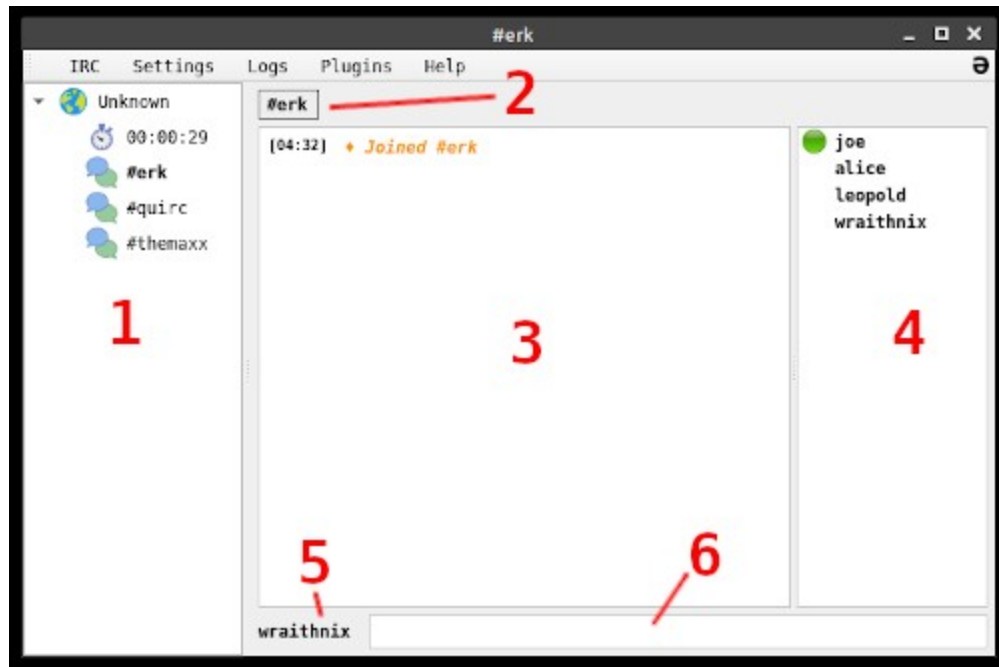 #erk
IRC Settings Logs Plugins Help ə
Unknown
00:00:29
#erk
#quirc
#themaxx
1
#erk
2
[04:32] ♦ Joined #erk
3
joe
alice
leopold
wraithnix
4
5
6
wraithnix